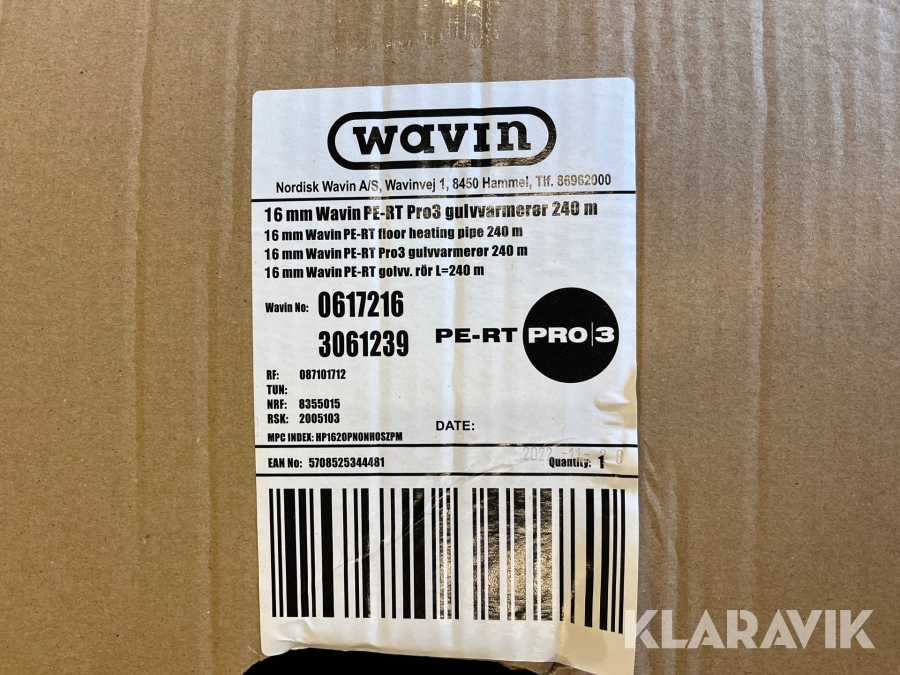 wavin
Nordisk Wavin A/S, Wavinvej 1, 8450 Hammel, Tlf. 86962000
16 mm Wavin PE-RT Pro3 gulvvarmerør 240 m
16 mm Wavin PE-RT floor heating pipe 240 m
16 mm Wavin PE-RT Pro3 gulvvarmerør 240 m
16 mm Wavin PE-RT golvv. rör L=240 m
Wavin No: 0617216
3061239
PE-RT PRO|3
RF: 087101712
TUN:
NRF: 8355015
RSK: 2005103
DATE:
MPC INDEX: HP1620PNONHOSZPM
EAN No: 5708525344481 Quantity: 1
KLARAVIK